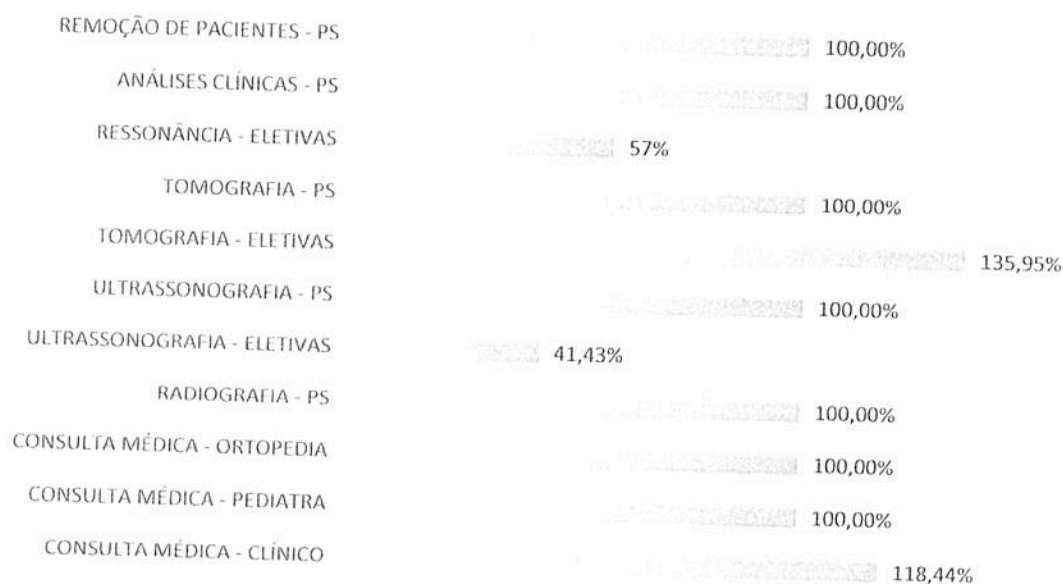 REMOÇÃO DE PACIENTES - PS 100,00%
ANÁLISES CLÍNICAS - PS 100,00%
RESSONÂNCIA - ELETIVAS 57%
TOMOGRAFIA - PS 100,00%
TOMOGRAFIA - ELETIVAS 135,95%
ULTRASSONOGRAFIA - PS 100,00%
ULTRASSONOGRAFIA - ELETIVAS 41,43%
RADIOGRAFIA - PS 100,00%
CONSULTA MÉDICA - ORTOPEDIA 100,00%
CONSULTA MÉDICA - PEDIATRA 100,00%
CONSULTA MÉDICA - CLÍNICO 118,44%